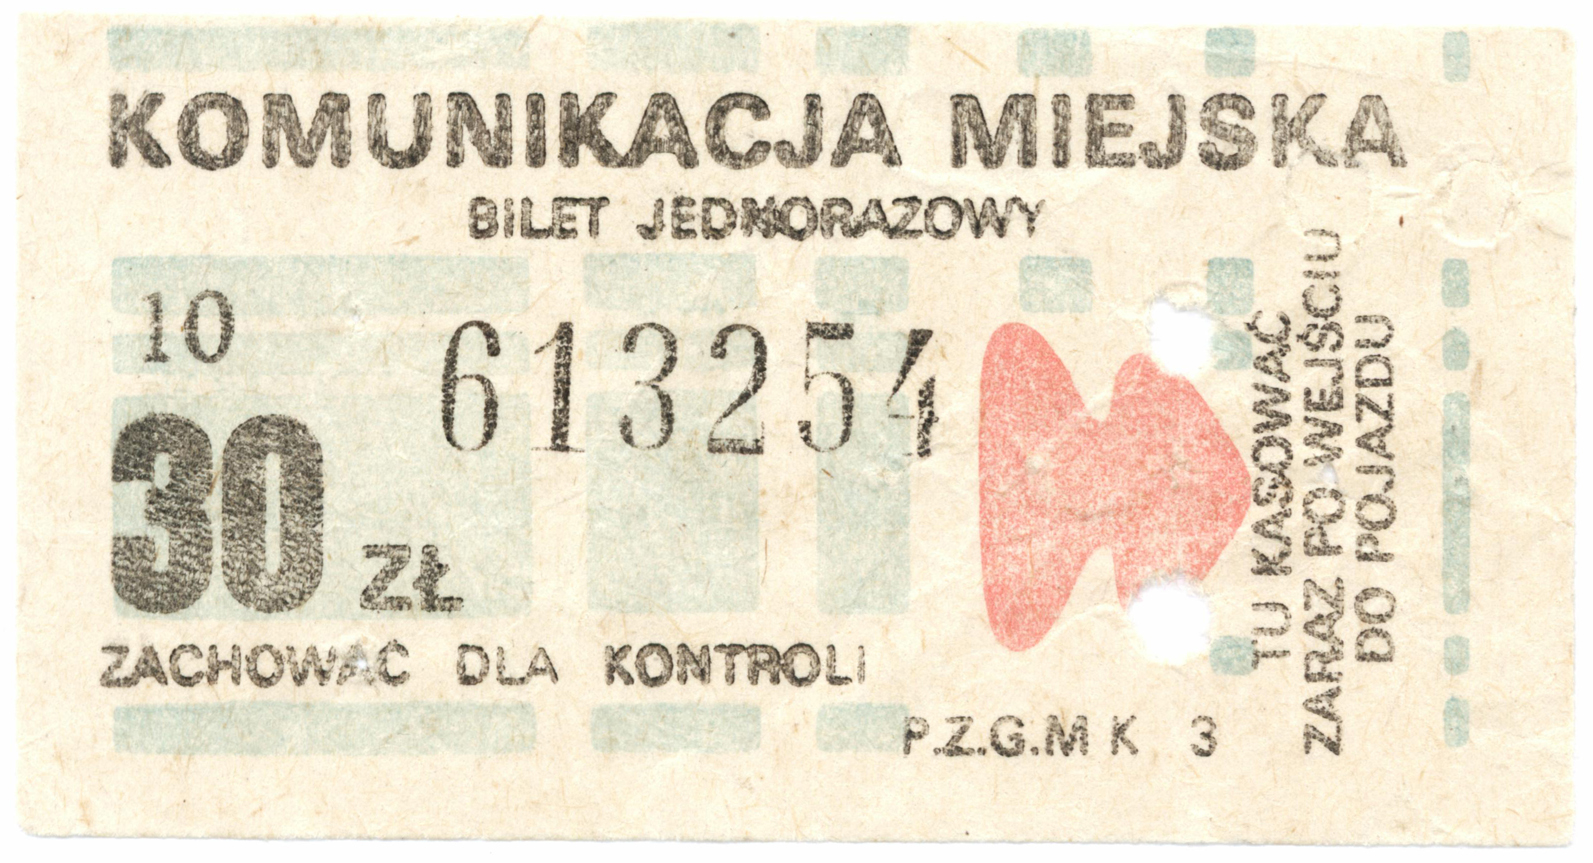 KOMUNIKACJA MIEJSKA
BILET JEDNORAZOWY
10
613254
30 ZŁ
ZACHOWAĆ DLA KONTROLI
P.Z.G.M K 3
TU KASOWAĆ
ZARAZ PO WEJŚCIU
DO POJAZDU